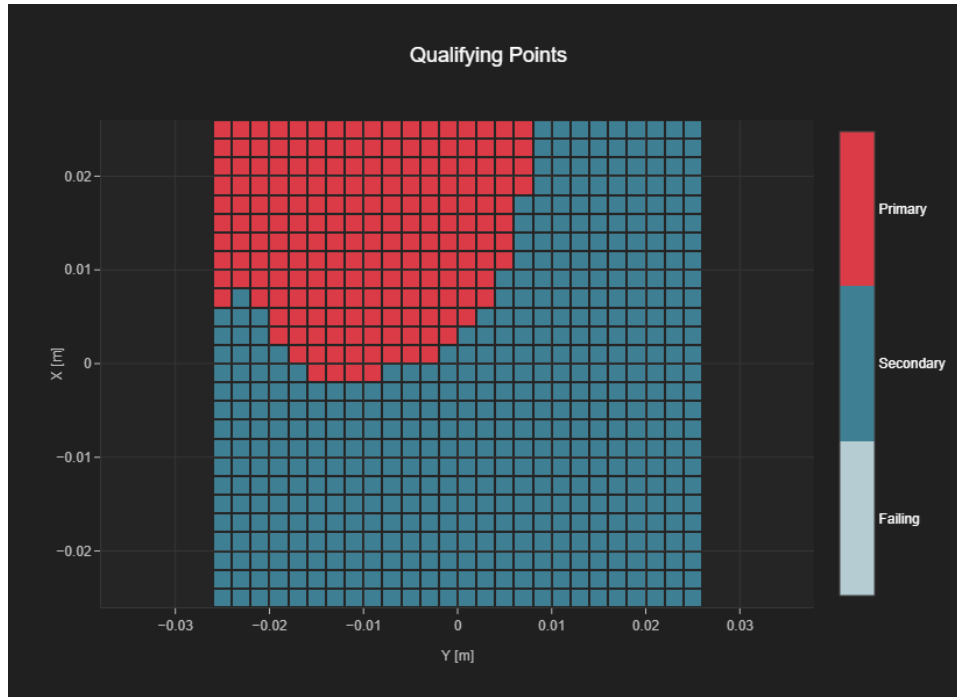 Qualifying Points
X [m]
0.02
0.01
0
−0.01
−0.02
−0.03
−0.02
−0.01
0
0.01
0.02
0.03
Y [m]
Primary
Secondary
Failing